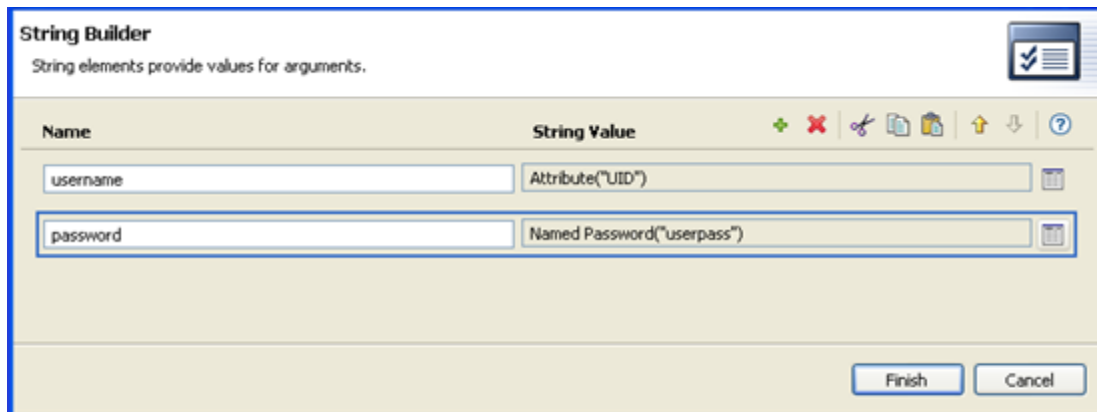 String Builder
String elements provide values for arguments.
Name String Value
username Attribute("UID")
password Named Password("userpass")
Finish Cancel